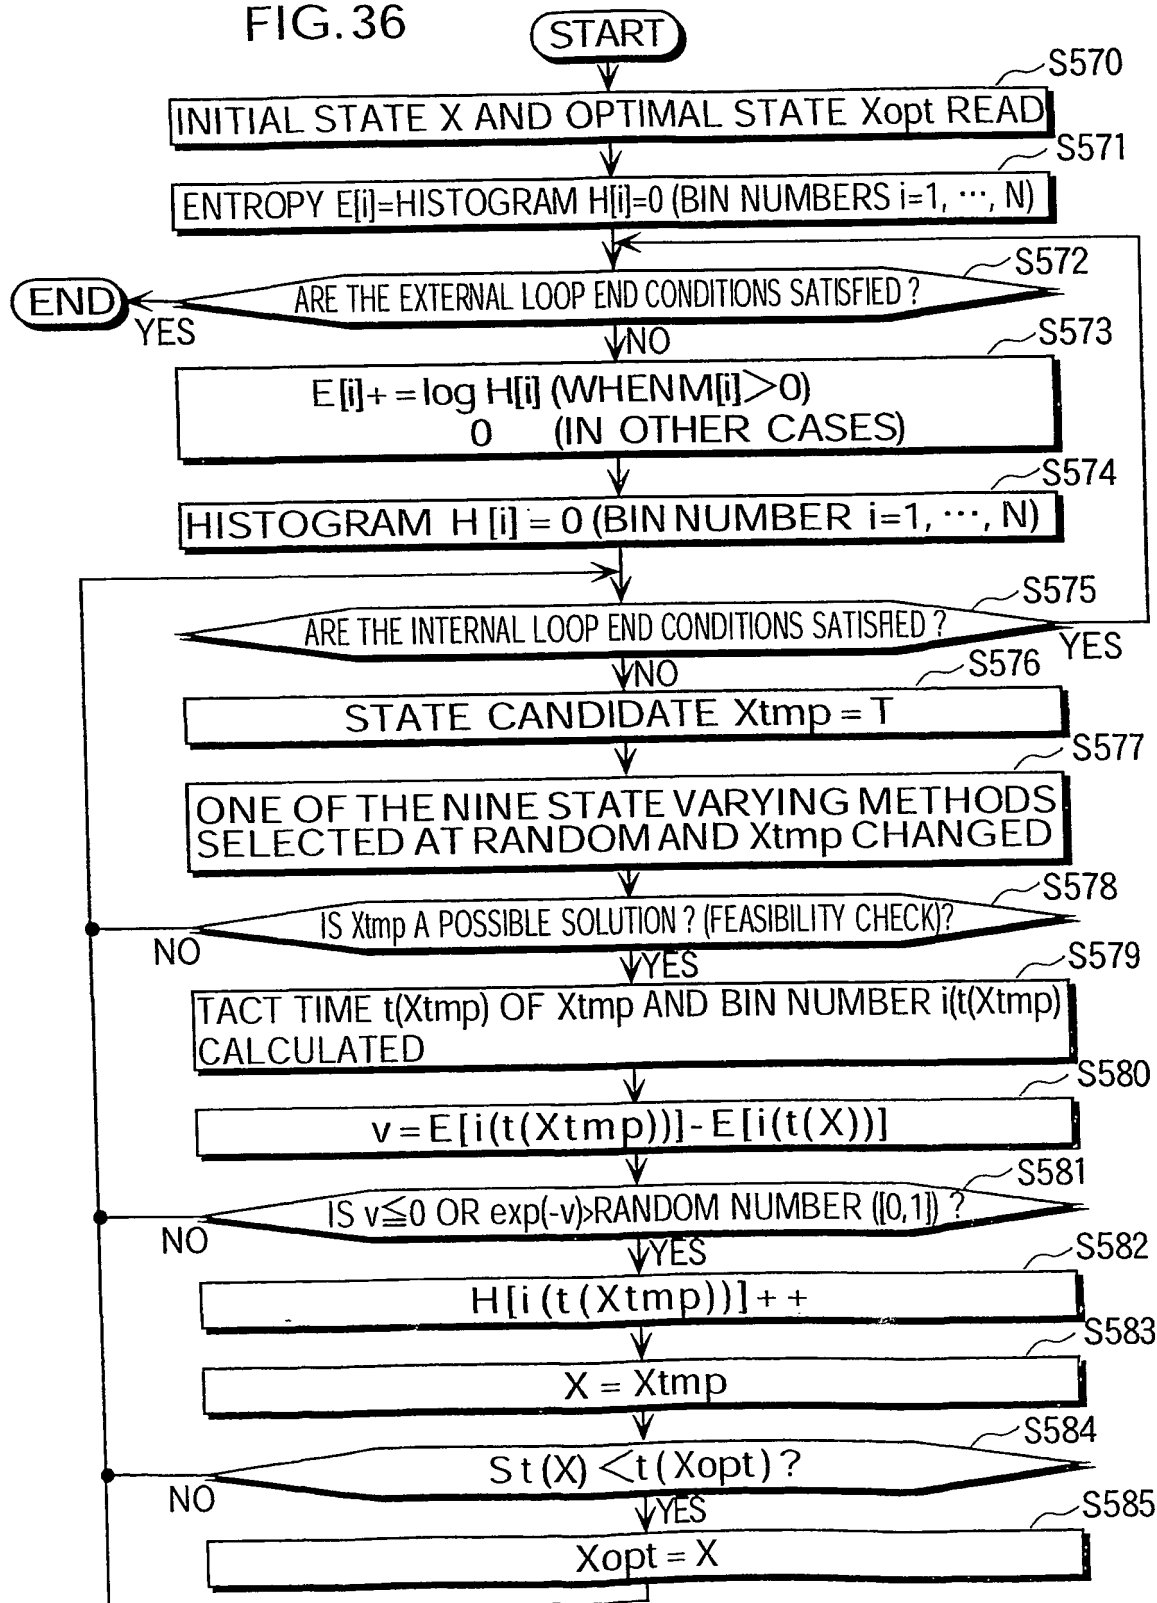 FIG. 36
START
S570
INITIAL STATE X AND OPTIMAL STATE Xopt READ
S571
ENTROPY E[i]=HISTOGRAM H[i]=0 (BIN NUMBERS i=1, ⋯, N)
S572
ARE THE EXTERNAL LOOP END CONDITIONS SATISFIED ?
END
YES
NO
S573
E[i]+=log H[i] (WHEN M[i]>0)
0 (IN OTHER CASES)
S574
HISTOGRAM H[i]=0 (BIN NUMBER i=1, ⋯, N)
S575
ARE THE INTERNAL LOOP END CONDITIONS SATISFIED ?
YES
NO
S576
STATE CANDIDATE Xtmp = T
S577
ONE OF THE NINE STATE VARYING METHODS
SELECTED AT RANDOM AND Xtmp CHANGED
S578
IS Xtmp A POSSIBLE SOLUTION ? (FEASIBILITY CHECK)?
NO
YES
S579
TACT TIME t(Xtmp) OF Xtmp AND BIN NUMBER i(t(Xtmp)
CALCULATED
S580
v=E[i(t(Xtmp))]-E[i(t(X))]
S581
IS v≦0 OR exp(-v)>RANDOM NUMBER ([0,1]) ?
NO
YES
S582
H[i(t(Xtmp))]++
S583
X = Xtmp
S584
St(X)<t(Xopt)?
NO
YES
S585
Xopt = X